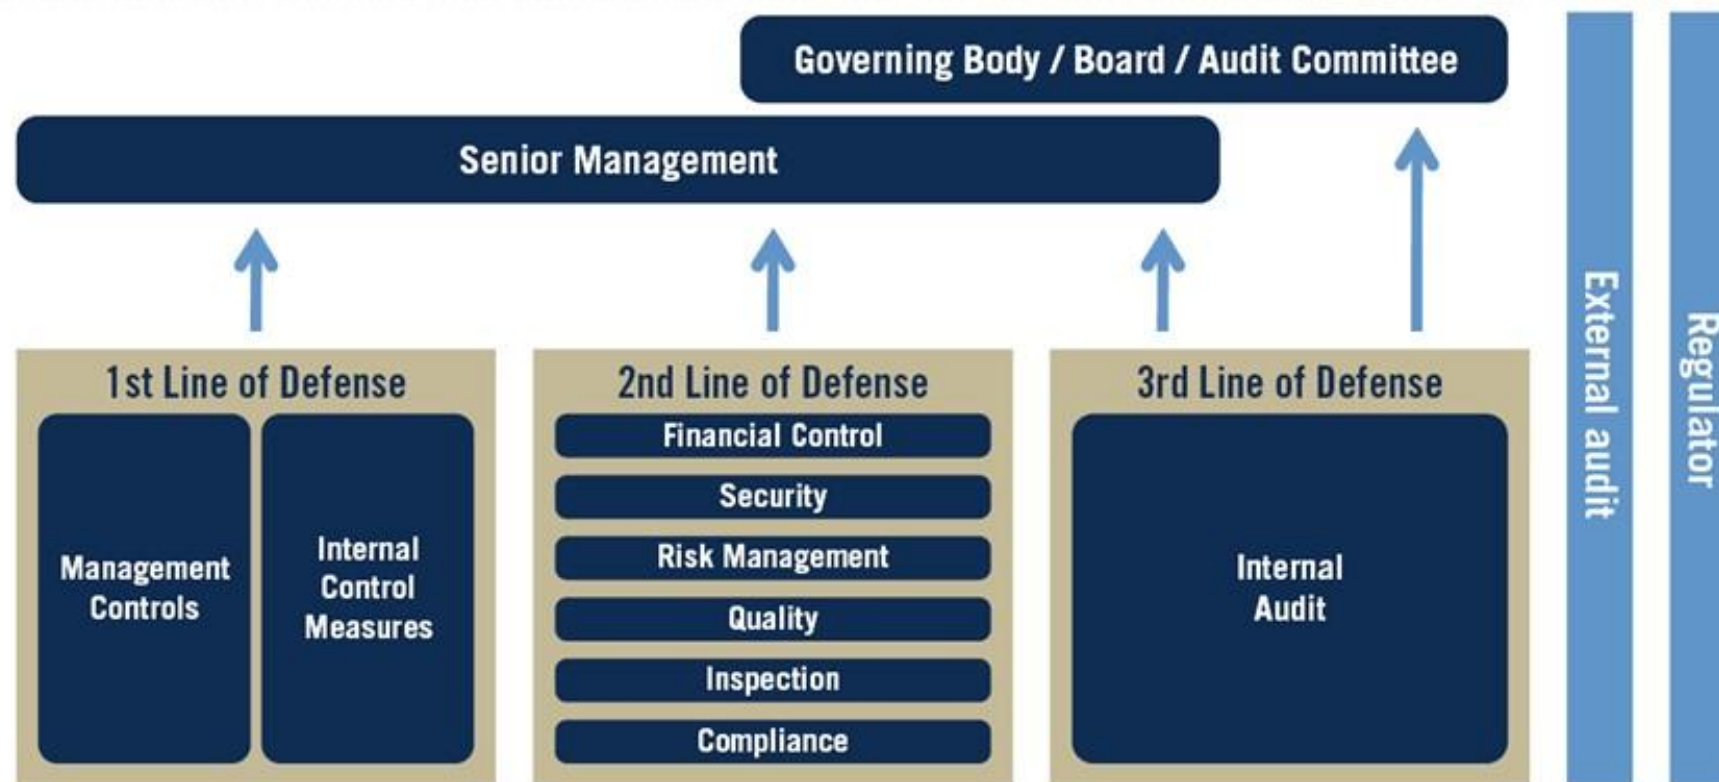 Governing Body / Board / Audit Committee
Senior Management
1st Line of Defense
Management
Controls
Internal
Control
Measures
2nd Line of Defense
Financial Control
Security
Risk Management
Quality
Inspection
Compliance
3rd Line of Defense
Internal
Audit
External audit
Regulator